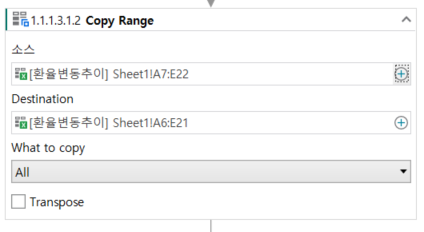 1.1.1.3.1.2 Copy Range
소스
[환율변동추이] Sheet1!A7:E22
Destination
[환율변동추이] Sheet1!A6:E21
What to copy
All
Transpose